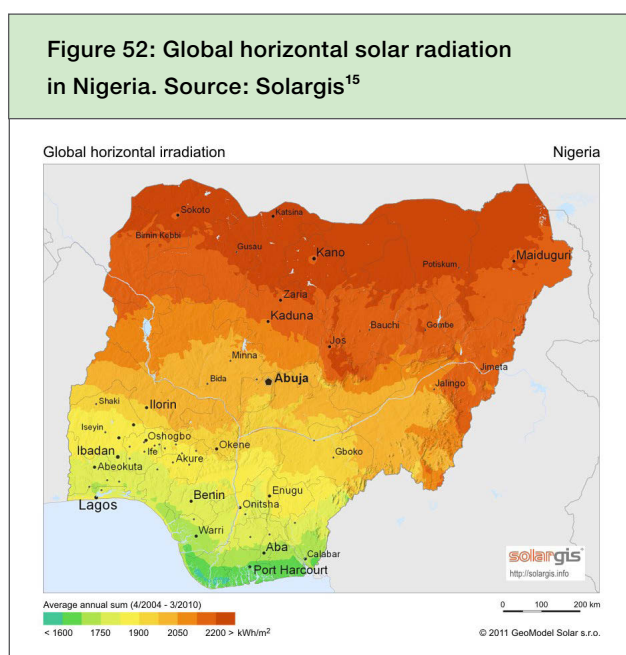 Figure 52: Global horizontal solar radiation
in Nigeria. Source: Solargis15
Global horizontal irradiation
Nigeria
Sokoto
Katsina
Birnin Kebbi
Gusau
Kano
Potiskum
Maiduguri
Zaria
Kaduna
Bauchi
Gombe
Jos
Minna
Jimeta
Bida
Abuja
Jalingo
Shaki
Ilorin
Iseyin
Oshogbo
Ibadan
Ife
Akure
Okene
Gboko
Abeokuta
Lagos
Benin
Enugu
Onitsha
Warri
Aba
Calabar
Port Harcourt
solargis
http://solargis.info
Average annual sum (4/2004 - 3/2010)
0 100 200 km
< 1600 1750 1900 2050 2200 > kWh/m2
© 2011 GeoModel Solar s.r.o.